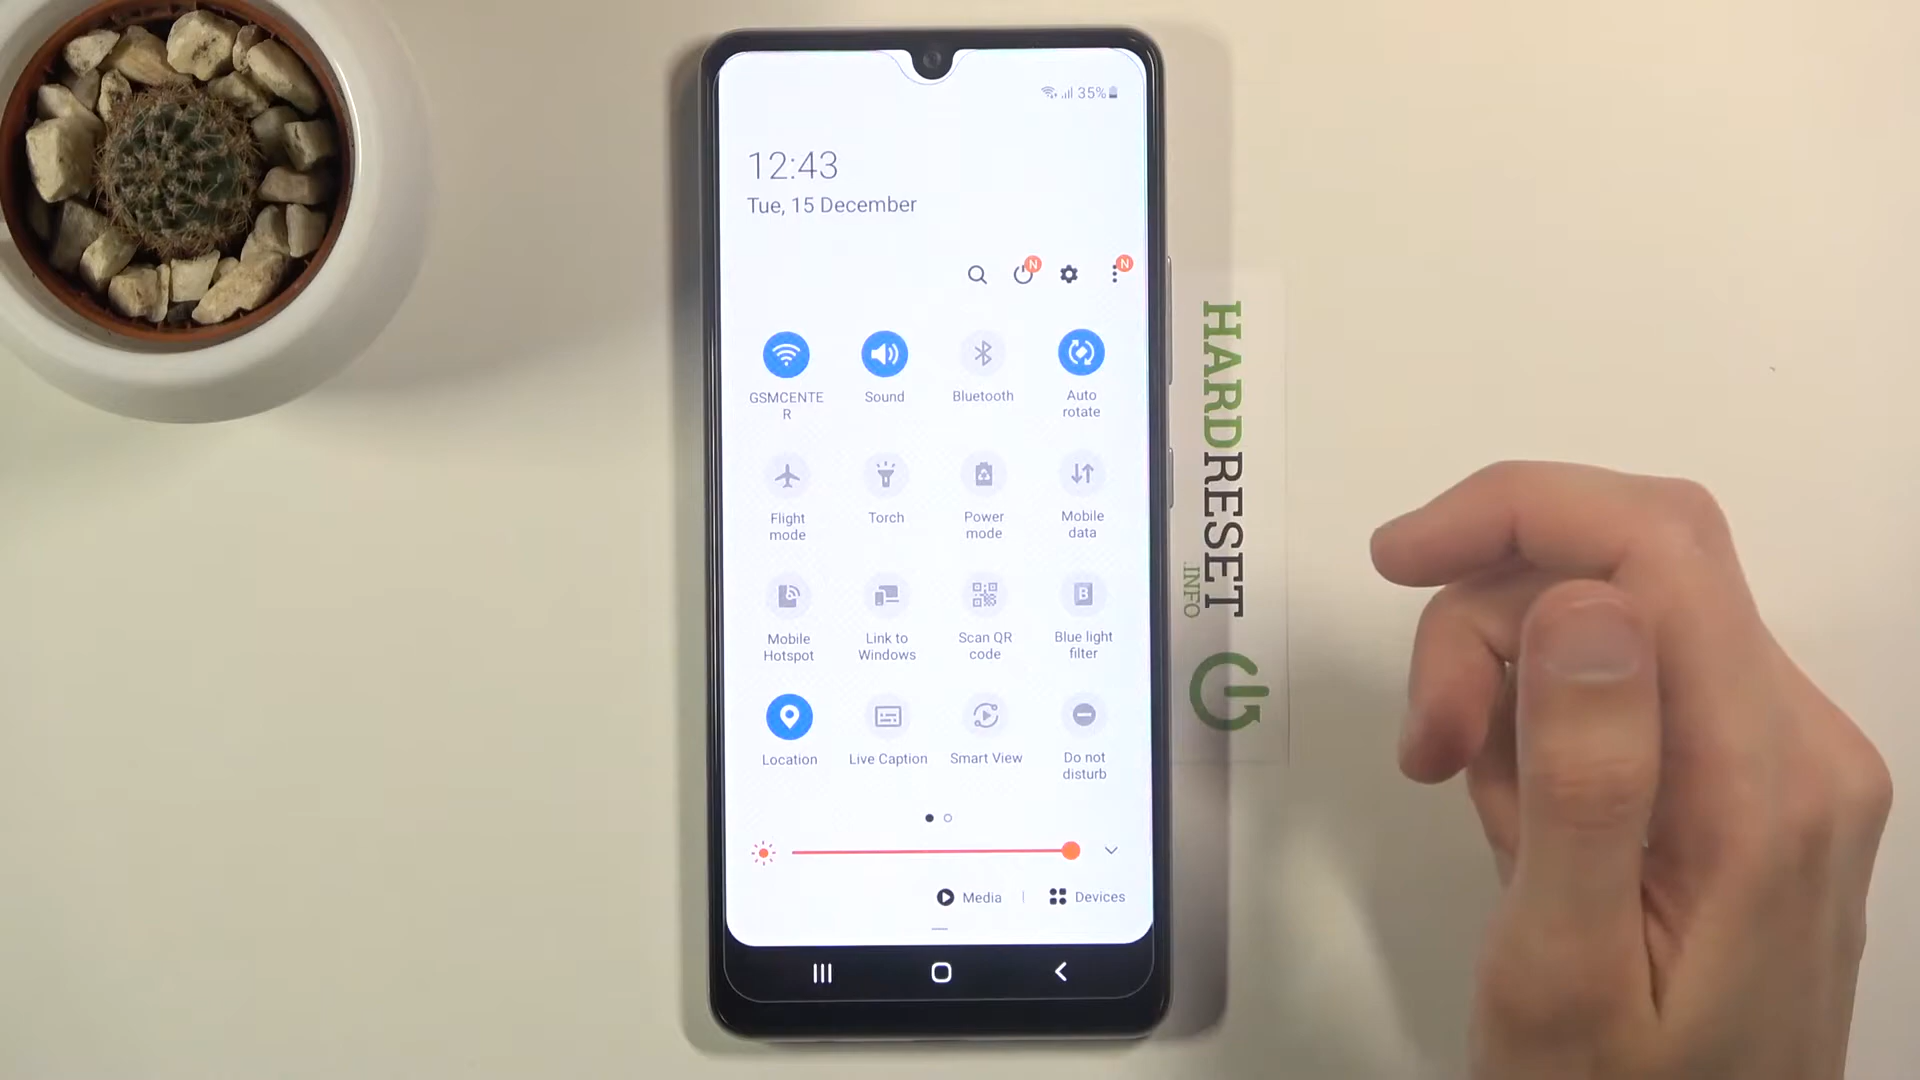 35%
12:43
Tue, 15 December
N
N
GSMCENTE
R
Sound
Bluetooth
Auto
rotate
Flight
mode
Torch
Power
mode
Mobile
data
Mobile
Hotspot
Link to
Windows
Scan QR
code
B
Blue light
filter
Location
Live Caption
Smart View
Do not
disturb
Media
Devices
HARDRESET
.INFO